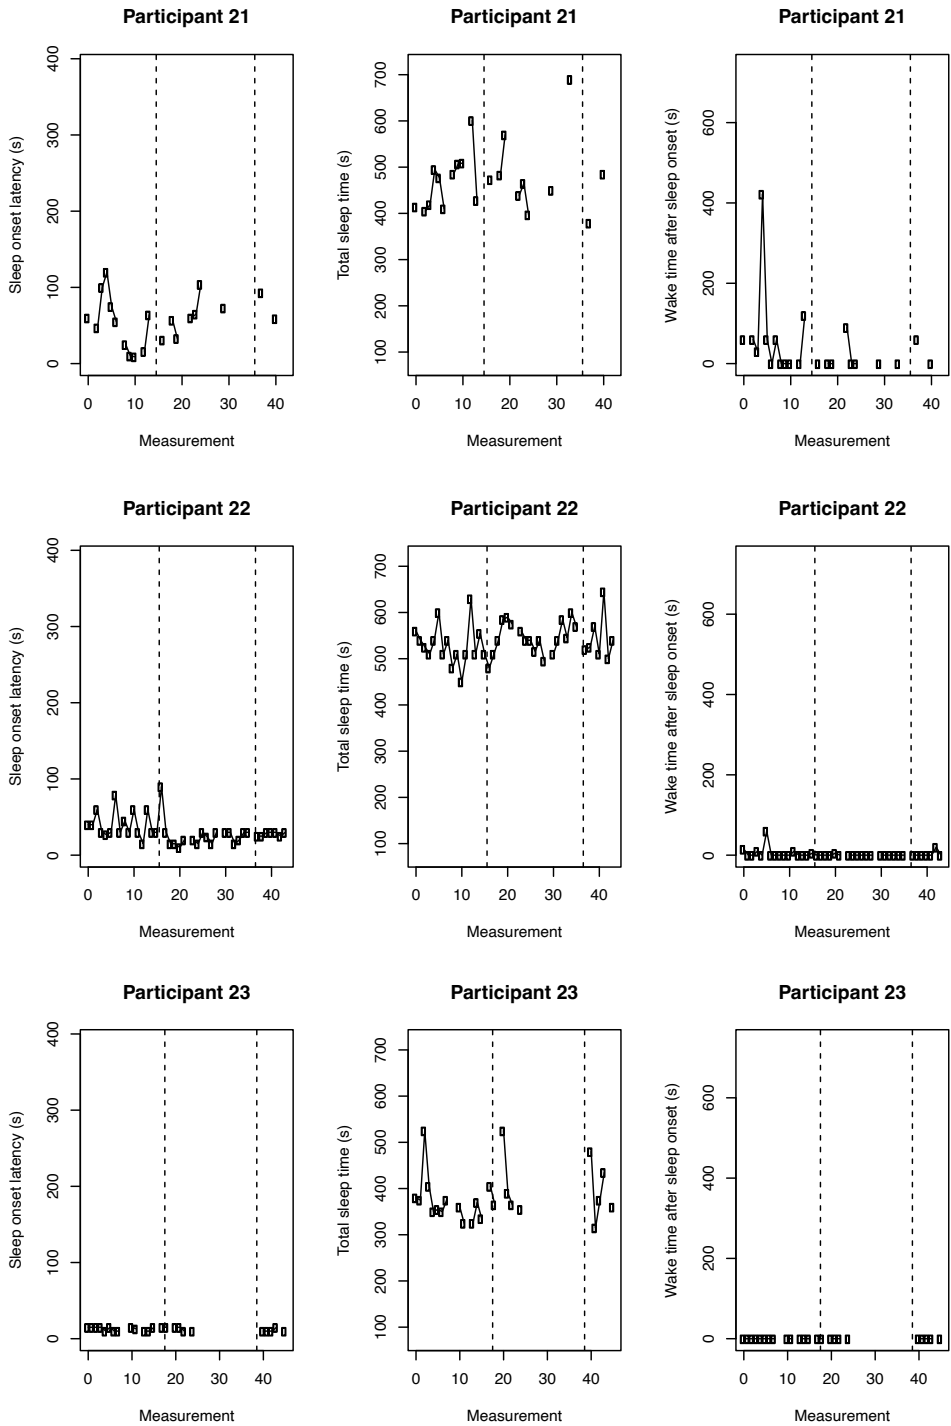 Participant 21 Participant 21 Participant 21
Sleep onset latency (s)
0 100 200 300 400
0 10 20 30 40
Measurement
Total sleep time (s)
100 200 300 400 500 600 700
0 10 20 30 40
Measurement
Wake time after sleep onset (s)
0 200 400 600
0 10 20 30 40
Measurement
Participant 22 Participant 22 Participant 22
Sleep onset latency (s)
0 100 200 300 400
0 10 20 30 40
Measurement
Total sleep time (s)
100 200 300 400 500 600 700
0 10 20 30 40
Measurement
Wake time after sleep onset (s)
0 200 400 600
0 10 20 30 40
Measurement
Participant 23 Participant 23 Participant 23
Sleep onset latency (s)
0 100 200 300 400
0 10 20 30 40
Measurement
Total sleep time (s)
100 200 300 400 500 600 700
0 10 20 30 40
Measurement
Wake time after sleep onset (s)
0 200 400 600
0 10 20 30 40
Measurement